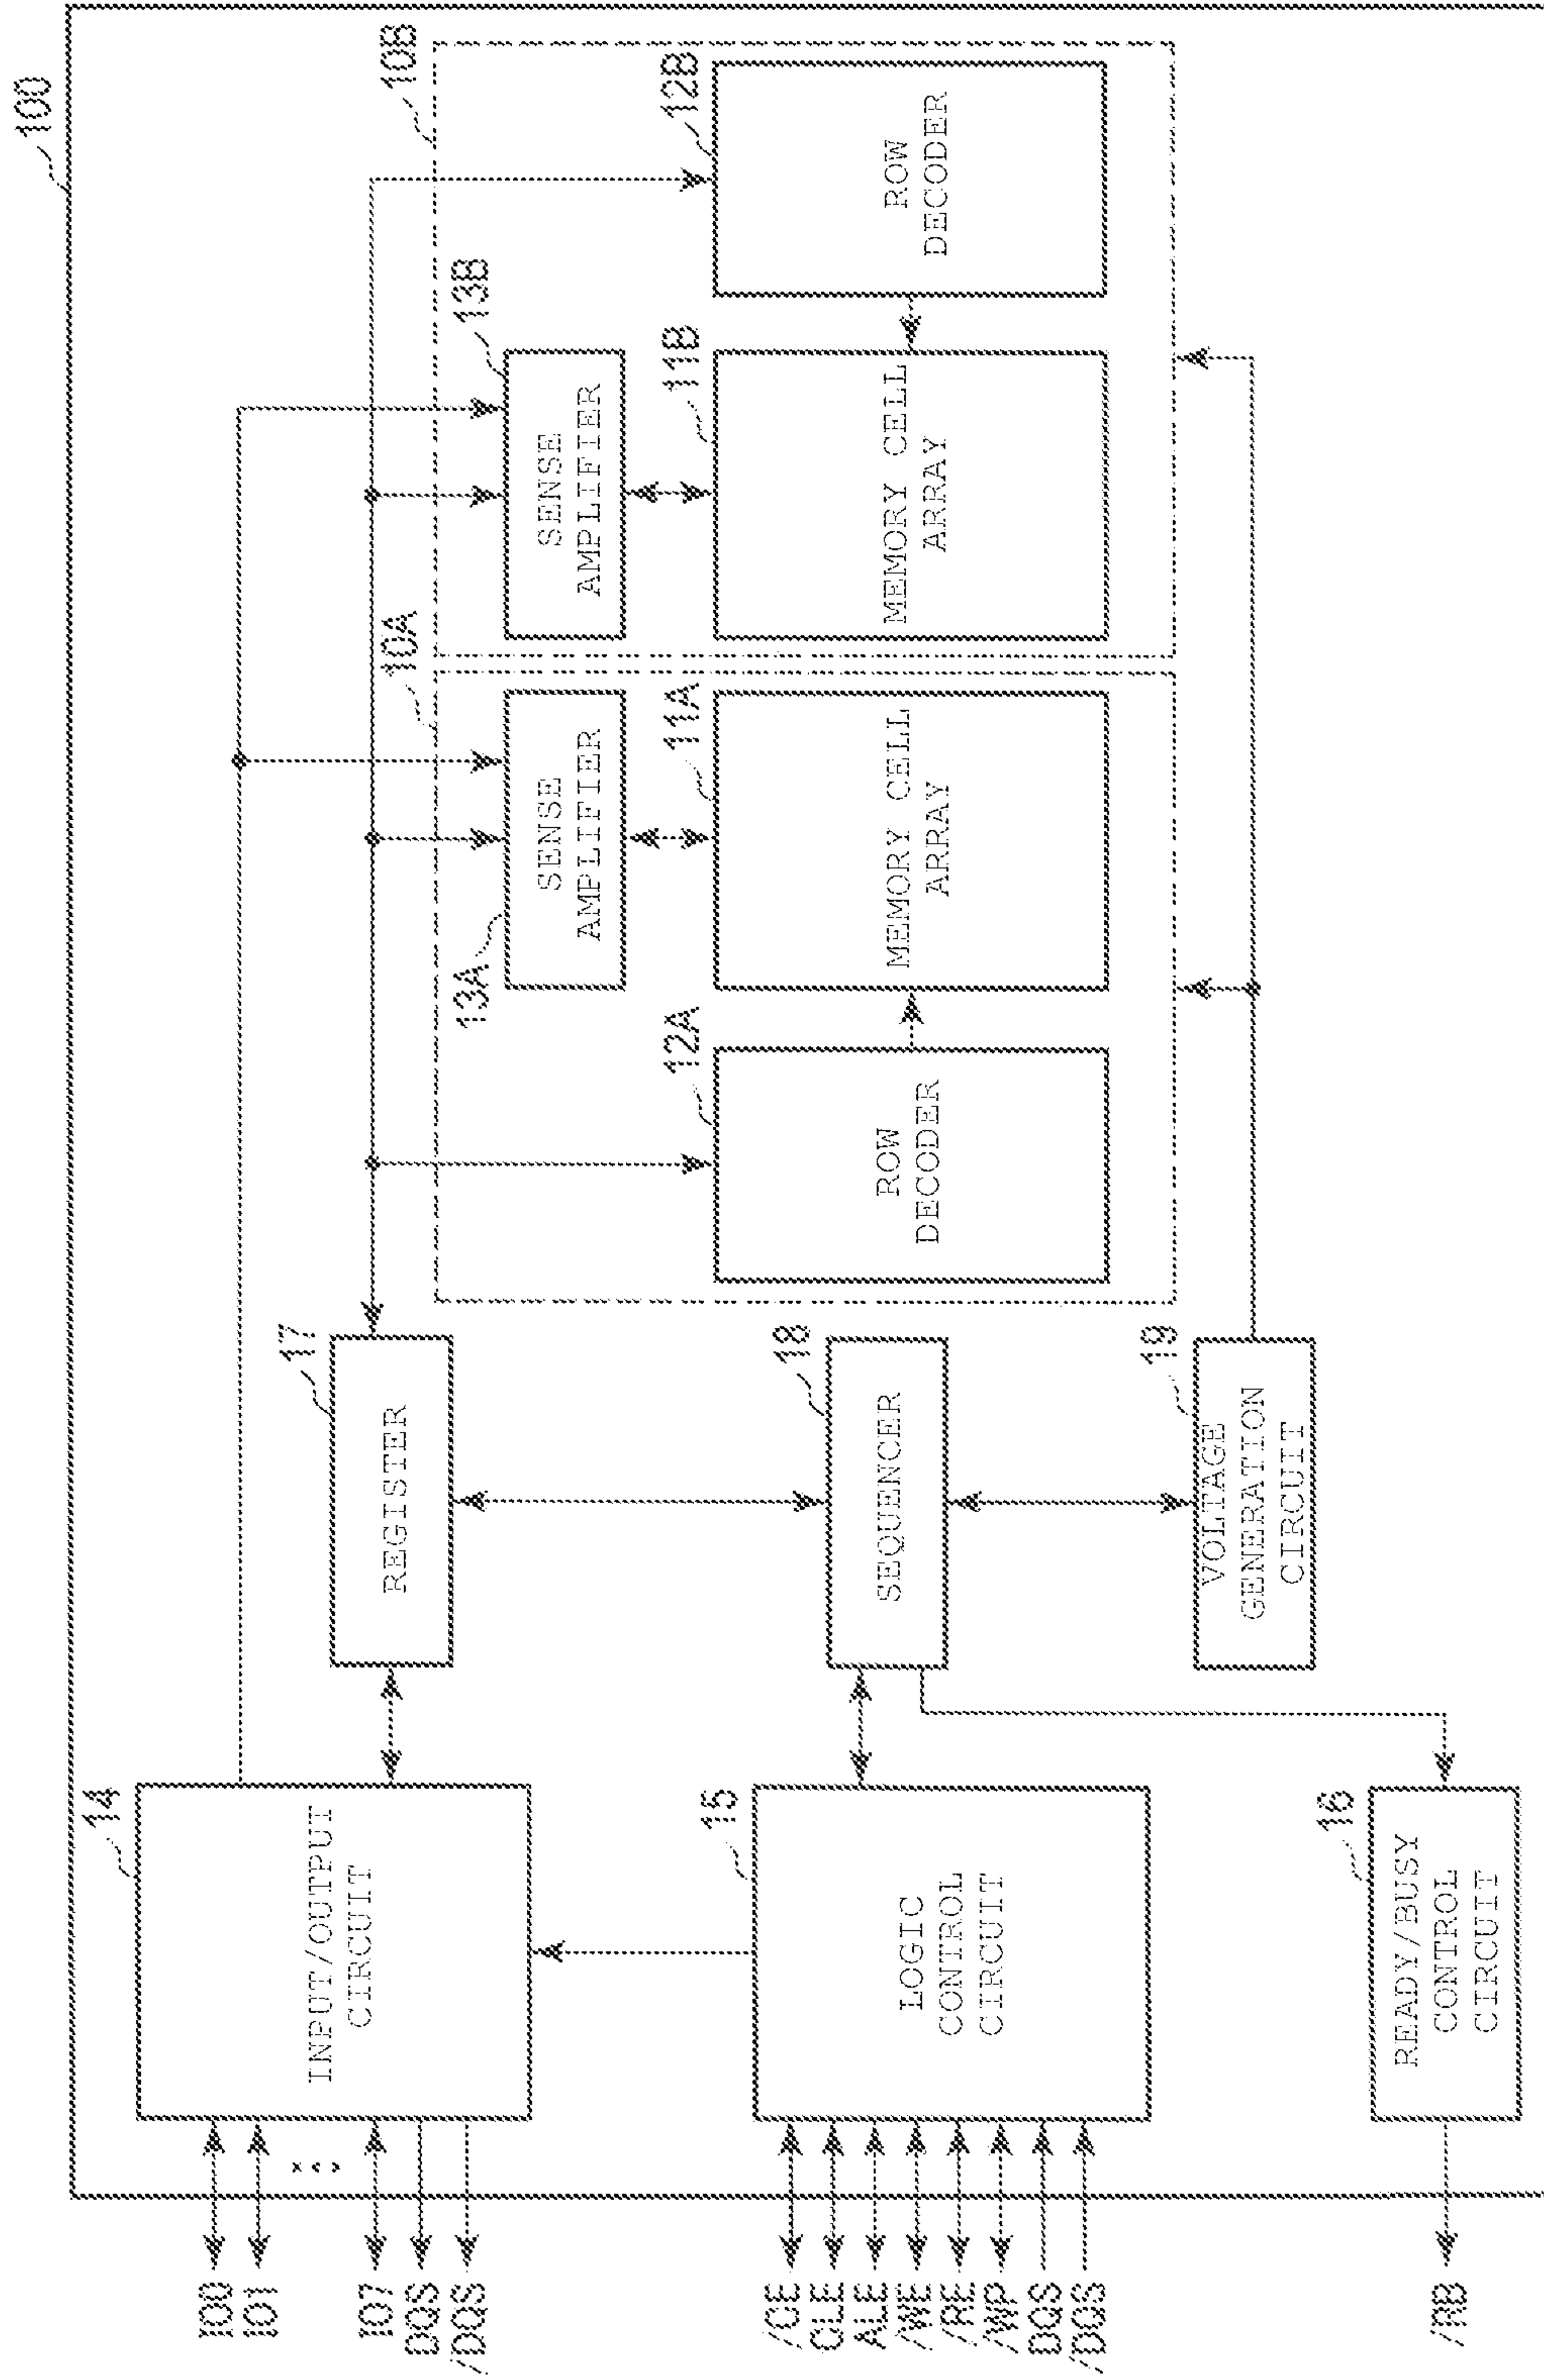 100
IO0
IO1
IO7
DQS
/DQS
14
INPUT/OUTPUT
CIRCUIT
/CE
CLE
ALE
/WE
/RE
/WP
DQS
/DQS
15
LOGIC
CONTROL
CIRCUIT
/RB
16
READY/BUSY
CONTROL
CIRCUIT
17
REGISTER
18
SEQUENCER
19
VOLTAGE
GENERATION
CIRCUIT
10A
12A
ROW
DECODER
13A
SENSE
AMPLIFIER
11A
MEMORY CELL
ARRAY
10B
13B
SENSE
AMPLIFIER
11B
MEMORY CELL
ARRAY
12B
ROW
DECODER